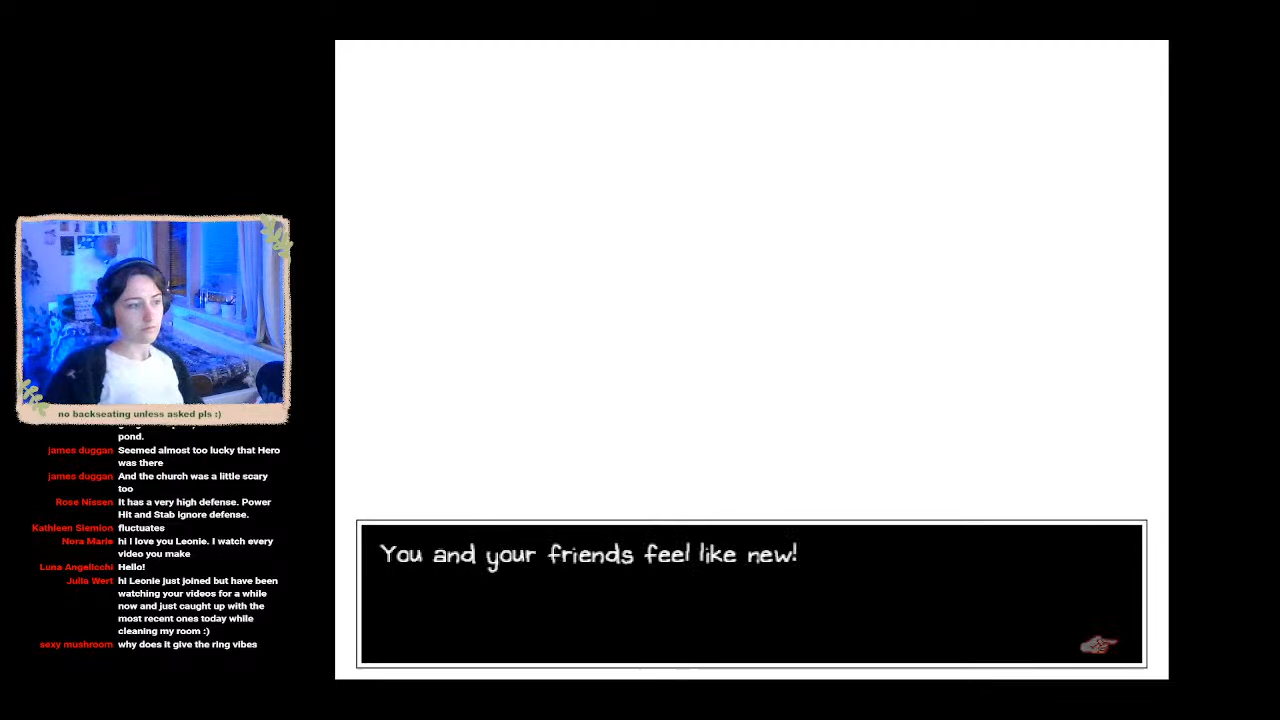 no backseating unless asked pls :)
pond.
james duggan Seemed almost too lucky that Hero
was there
james duggan And the church was a little scary
too
Rose Nissen It has a very high defense. Power
Hit and Stab ignore defense.
Kathleen Siemion fluctuates
Nora Marie hi I love you Leonie. I watch every
video you make
Luna Angelicchi Hello!
Julia Wert hi Leonie just joined but have been
watching your videos for a while
now and just caught up with the
most recent ones today while
cleaning my room :)
sexy mushroom why does it give the ring vibes
You and your friends feel like new!